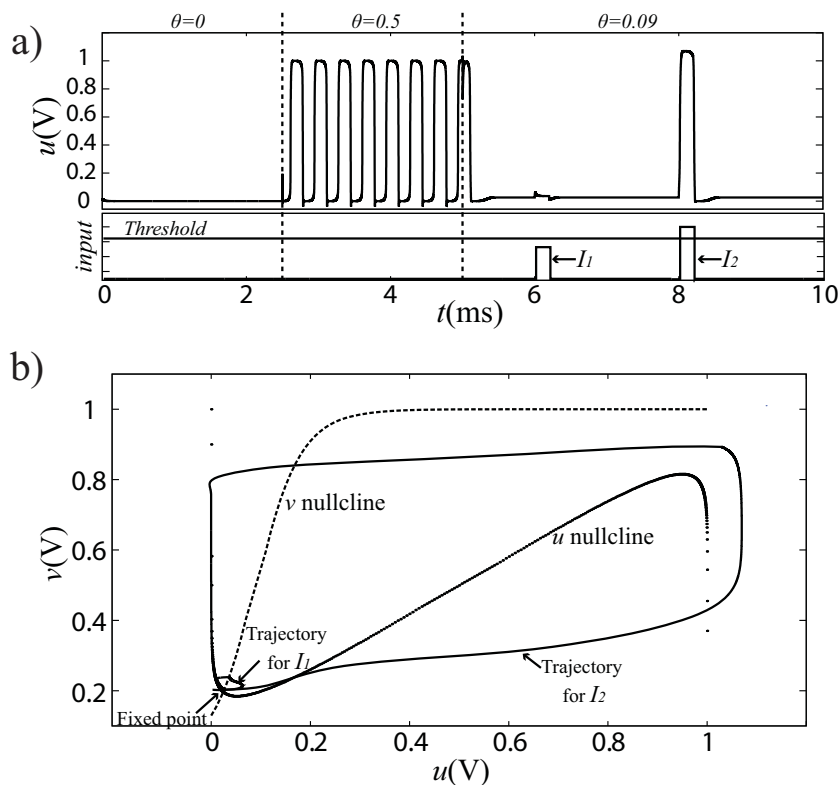 a)
θ=0 θ=0.5 θ=0.09
u(V)
1
0.8
0.6
0.4
0.2
0
input
Threshold
I1
I2
0 2 4 6 8 10
t(ms)
b)
v(V)
1
0.8
0.6
0.4
0.2
v nullcline
u nullcline
Trajectory
for I1
Trajectory
for I2
Fixed point
0 0.2 0.4 0.6 0.8 1
u(V)